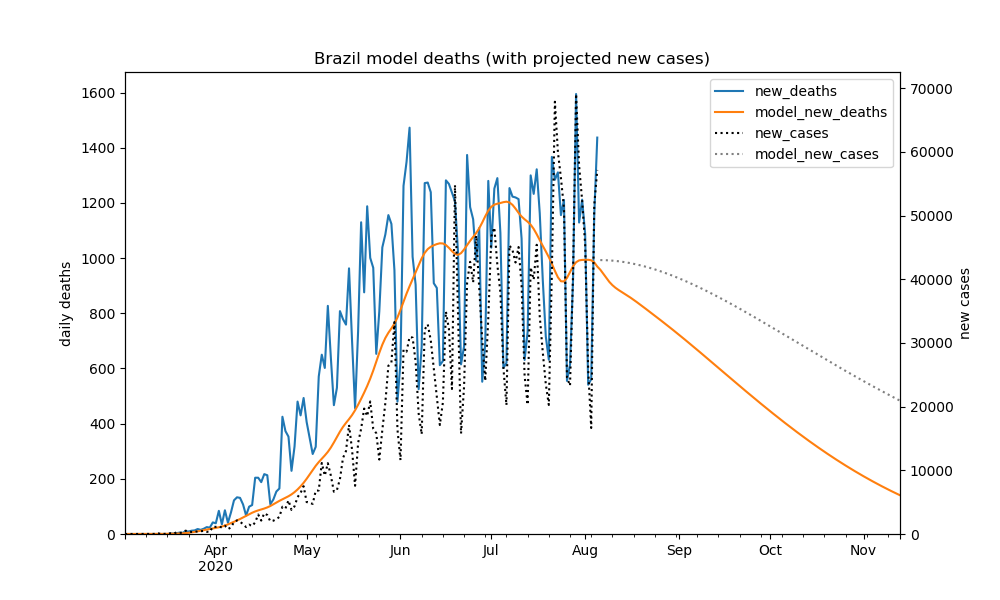 Brazil model deaths (with projected new cases)
new_deaths
model_new_deaths
new_cases
model_new_cases
1600
1400
1200
1000
800
600
400
200
0
daily deaths
70000
60000
50000
40000
30000
20000
10000
0
new cases
Apr
2020
May
Jun
Jul
Aug
Sep
Oct
Nov